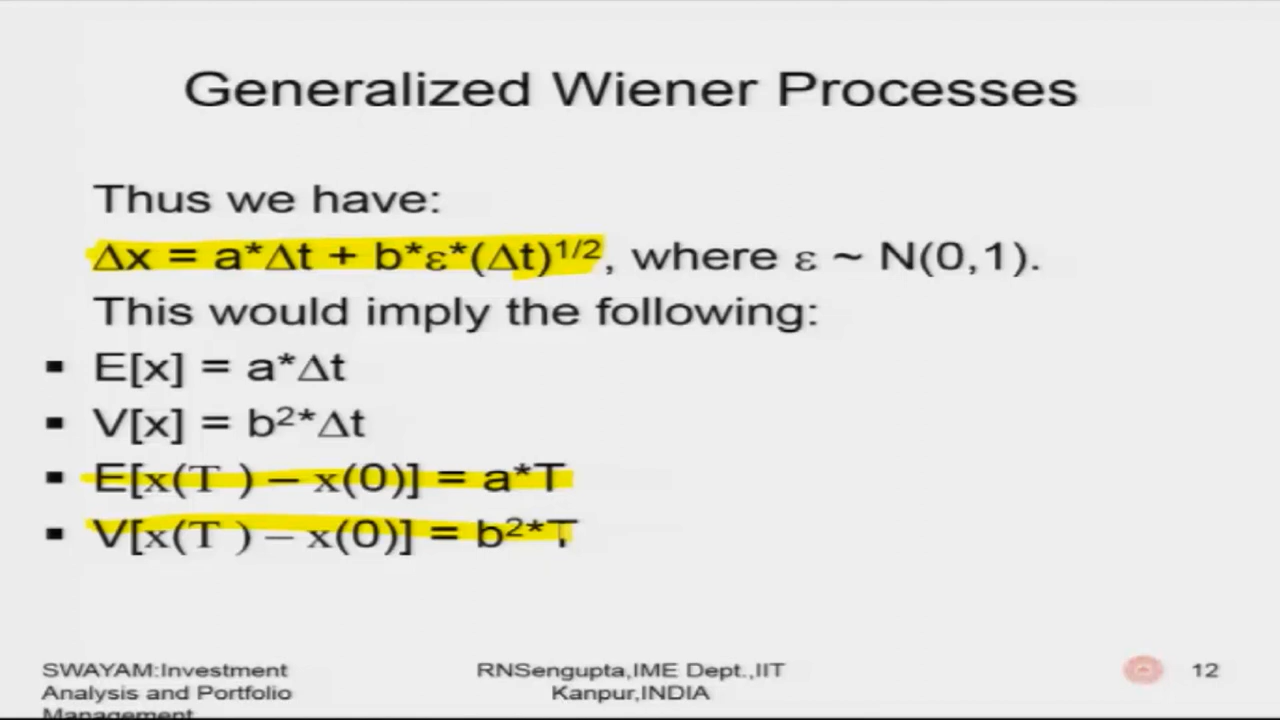 Generalized Wiener Processes
Thus we have:
Δx = a*Δt + b*ε*(Δt)1/2, where ε ~ N(0,1).
This would imply the following:
▪ E[x] = a*Δt
▪ V[x] = b2*Δt
▪ E[x(T ) – x(0)] = a*T
▪ V[x(T ) – x(0)] = b2*T
SWAYAM:Investment
Analysis and Portfolio
Management
RNSengupta,IME Dept.,IIT
Kanpur,INDIA
12